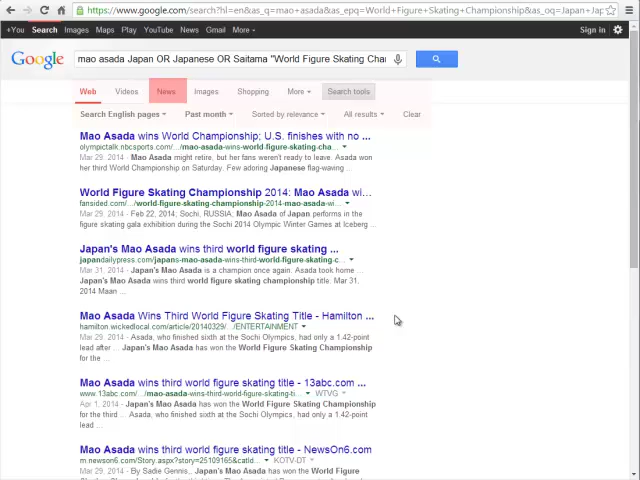 https://www.google.com/search?hl=en&as_q=mao+asada&as_epq=World+Figure+Skating+Championship&as_oq=Japan+Jap
+You Search Images Maps Play YouTube News Gmail More Sign in
Google mao asada Japan OR Japanese OR Saitama "World Figure Skating Chan
Web Videos News Images Shopping More Search tools
Search English pages Past month Sorted by relevance All results Clear
Mao Asada wins World Championship; U.S. finishes with no ...
olympictalk.nbcsports.com/.../mao-asada-wins-world-figure-skating-cha...
Mar 29, 2014 - Mao Asada might retire, but her fans weren't ready to leave. Asada won
her third World Championship on Saturday. Few adoring Japanese flag-waving ...
World Figure Skating Championship 2014: Mao Asada wi...
fansided.com/.../world-figure-skating-championship-2014-mao-asada-wi...
Mar 29, 2014 - Feb 22, 2014; Sochi, RUSSIA; Mao Asada of Japan performs in the
figure skating gala exhibition during the Sochi 2014 Olympic Winter Games at Iceberg ...
Japan's Mao Asada wins third world figure skating ...
japandailypress.com/japans-mao-asada-wins-third-world-figure-skating-c...
Mar 31, 2014 - Japan's Mao Asada is a champion once again. Asada took home ...
Japan's Mao Asada wins third world figure skating championship title. Mar 31,
2014 Maan ...
Mao Asada Wins Third World Figure Skating Title - Hamilton ...
hamilton.wickedlocal.com/article/20140329/.../ENTERTAINMENT
Mar 29, 2014 - Asada, who finished sixth at the Sochi Olympics, had only a 1.42-point
lead after ... Japan's Mao Asada has won the World Figure Skating Championship
for the ...
Mao Asada wins third world figure skating title - 13abc.com ...
www.13abc.com/.../mao-asada-wins-third-world-figure-skating-ti... WTVG
Apr 1, 2014 - Japan's Mao Asada has won the World Figure Skating Championship
for the third ... Asada, who finished sixth at the Sochi Olympics, had only a 1.42-point
lead ...
Mao Asada wins third world figure skating title - NewsOn6.com
m.newson6.com/Story.aspx?story=25109165&catId... KOTV-DT
Mar 29, 2014 - By Sadie Gennis,. Japan's Mao Asada has won the World Figure